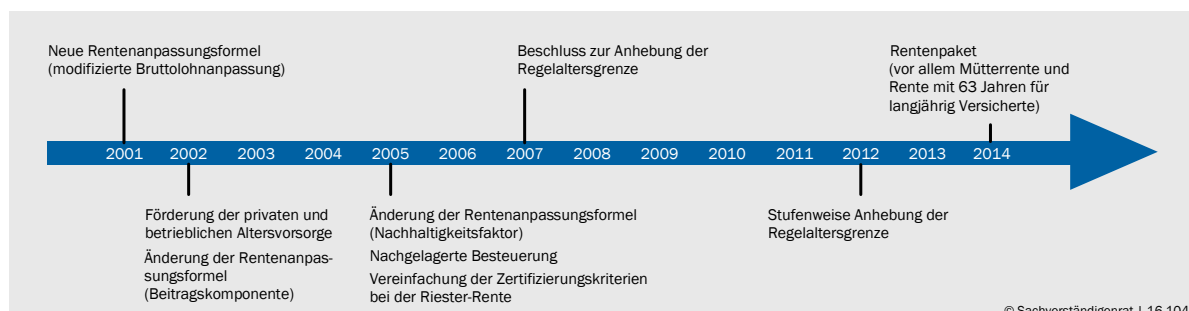 Neue Rentenanpassungsformel
(modifizierte Bruttolohnanpassung)
Beschluss zur Anhebung der
Regelaltersgrenze
Rentenpaket
(vor allem Mütterrente und
Rente mit 63 Jahren für
langjährig Versicherte)
2001 2002 2003 2004 2005 2006 2007 2008 2009 2010 2011 2012 2013 2014
Förderung der privaten und
betrieblichen Altersvorsorge
Änderung der Rentenanpas-
sungsformel
(Beitragskomponente)
Änderung der Rentenanpassungsformel
(Nachhaltigkeitsfaktor)
Nachgelagerte Besteuerung
Vereinfachung der Zertifizierungskriterien
bei der Riester-Rente
Stufenweise Anhebung der
Regelaltersgrenze
© Sachverständigenrat | 16-104